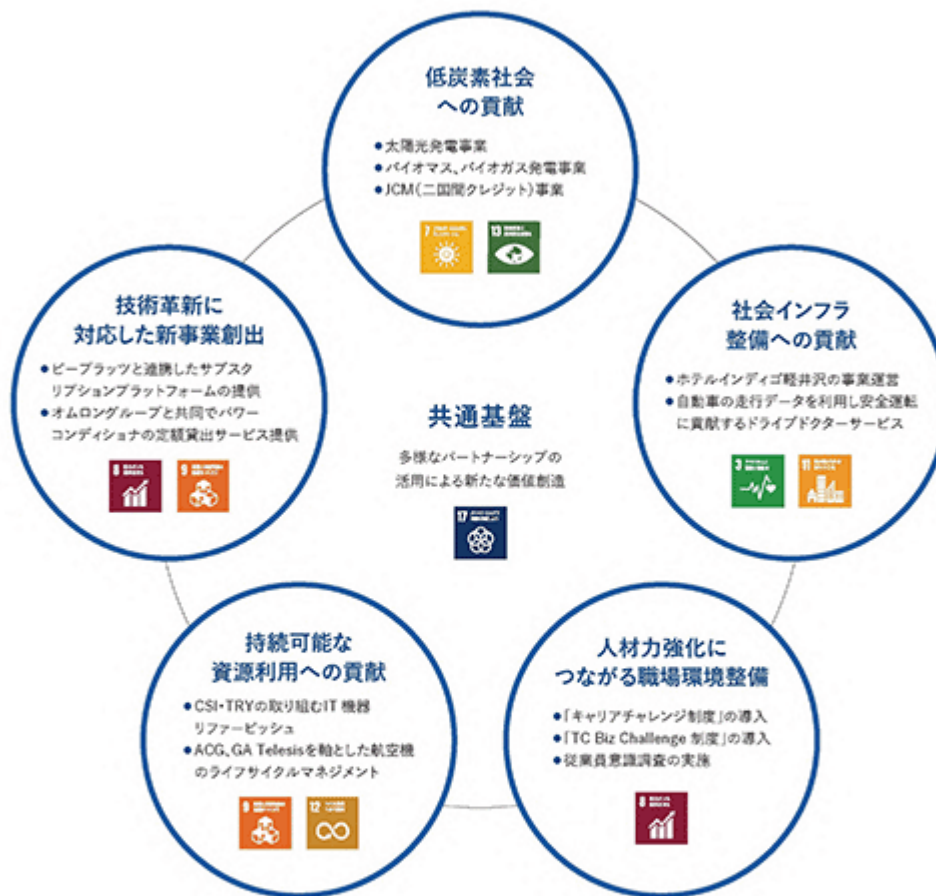 低炭素社会
への貢献
●太陽光発電事業
●バイオマス、バイオガス発電事業
●JCM(二国間クレジット)事業
7
13
技術革新に
対応した新事業創出
●ビープラッツと連携したサブスク
リプションプラットフォームの提供
●オムロングループと共同でパワー
コンディショナの定額貸出サービス提供
8
9
社会インフラ
整備への貢献
●ホテルインディゴ軽井沢の事業運営
●自動車の走行データを利用し安全運転
に貢献するドライブドクターサービス
3
11
共通基盤
多様なパートナーシップの
活用による新たな価値創造
17
持続可能な
資源利用への貢献
●CSI・TRYの取り組むIT 機器
リファービッシュ
●ACG、GA Telesisを軸とした航空機
のライフサイクルマネジメント
9
12
人材力強化に
つながる職場環境整備
●「キャリアチャレンジ制度」の導入
●「TC Biz Challenge 制度」の導入
●従業員意識調査の実施
8